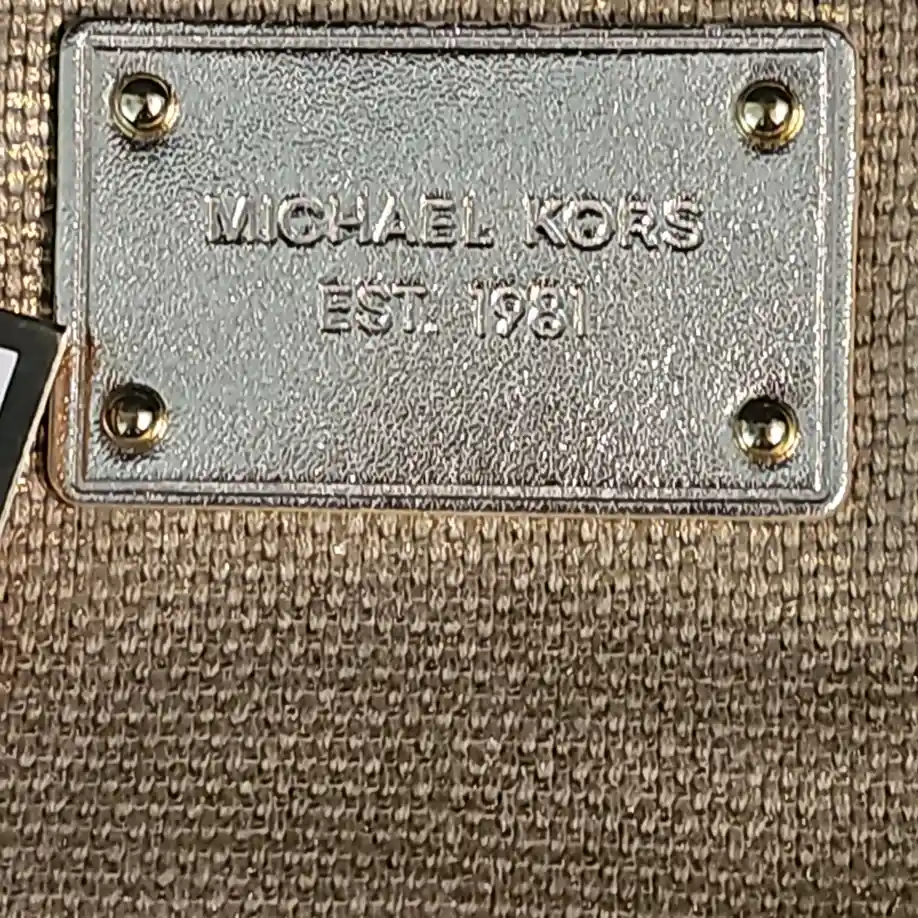 MICHAEL KORS
EST. 1981